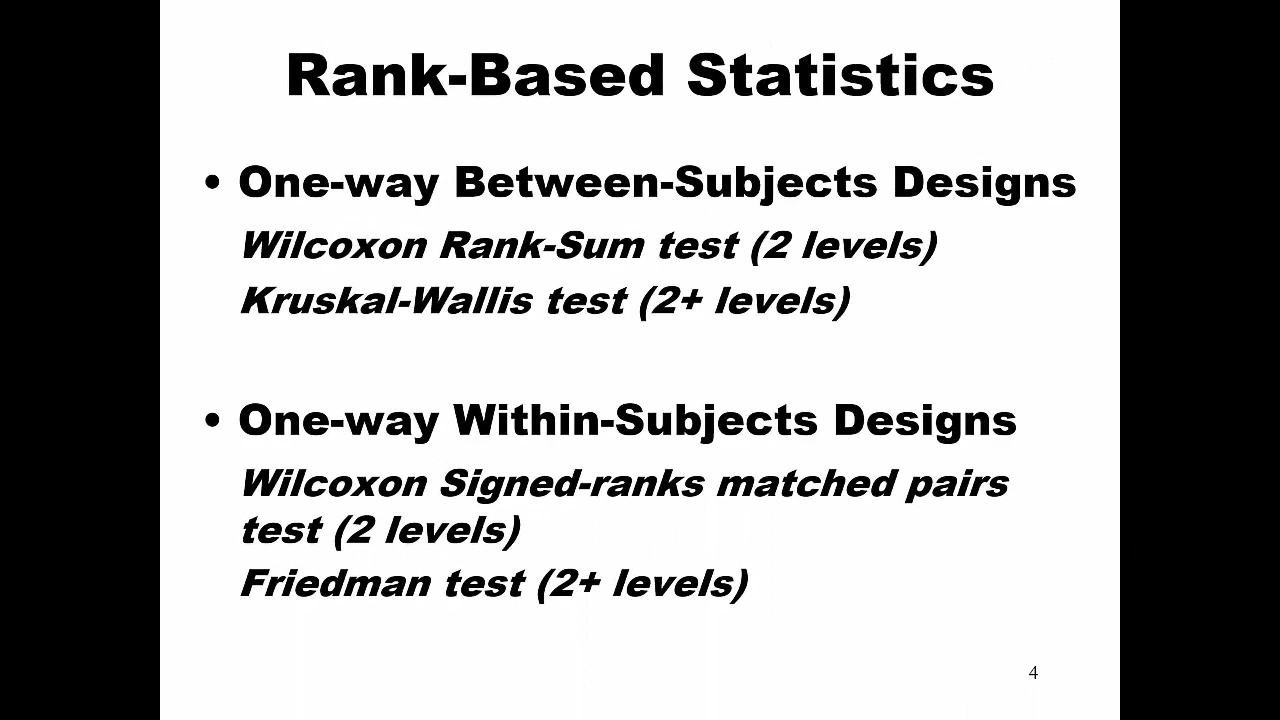 Rank-Based Statistics
• One-way Between-Subjects Designs
Wilcoxon Rank-Sum test (2 levels)
Kruskal-Wallis test (2+ levels)
• One-way Within-Subjects Designs
Wilcoxon Signed-ranks matched pairs
test (2 levels)
Friedman test (2+ levels)
4